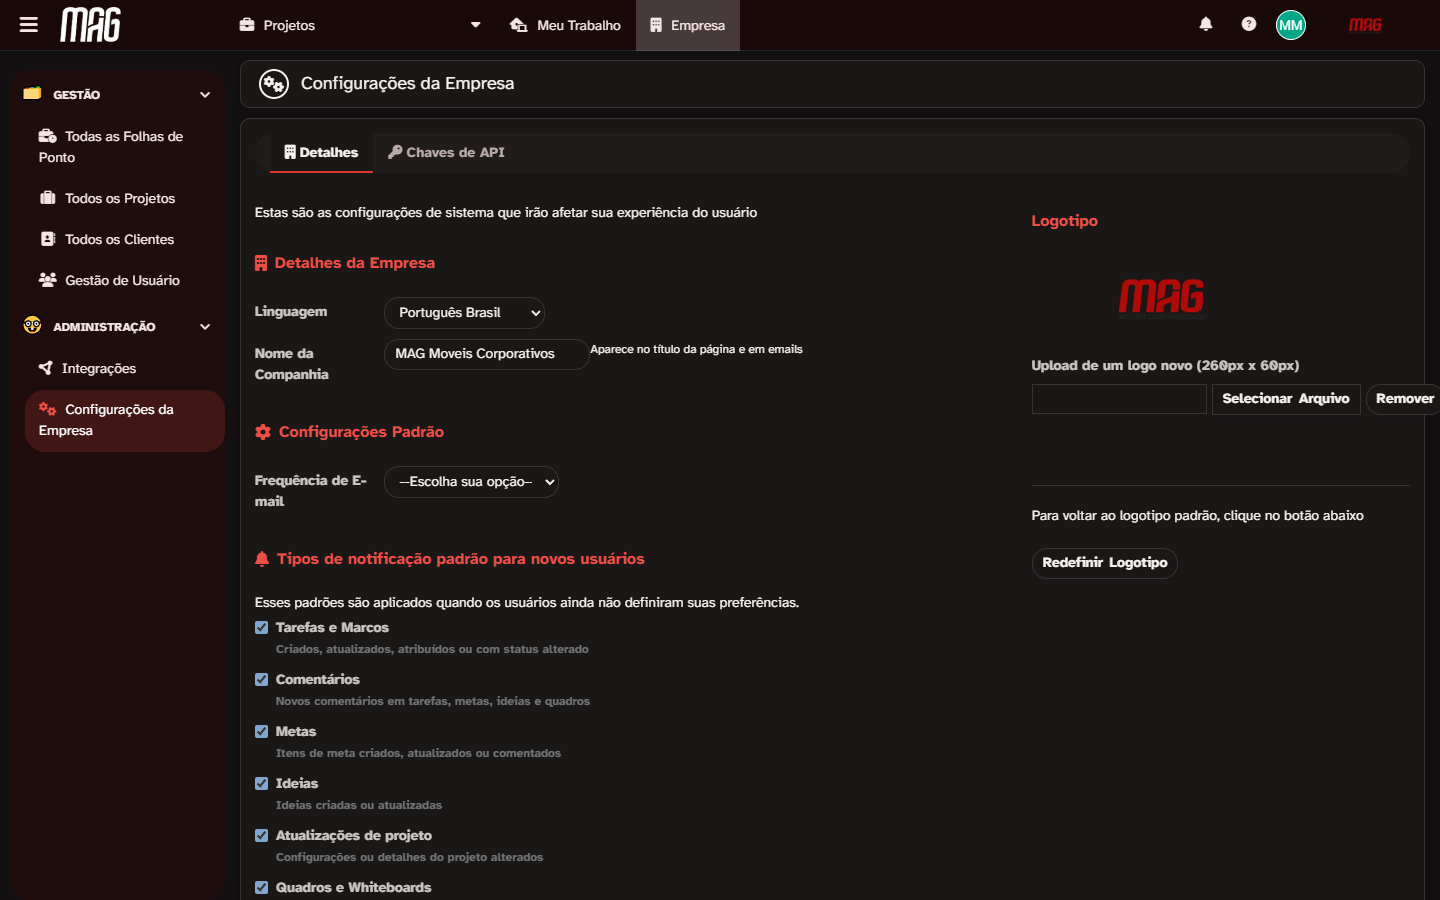 MAG
Projetos
Meu Trabalho
Empresa
MM
MAG
GESTÃO
Todas as Folhas de
Ponto
Todos os Projetos
Todos os Clientes
Gestão de Usuário
ADMINISTRAÇÃO
Integrações
Configurações da
Empresa
Configurações da Empresa
Detalhes
Chaves de API
Estas são as configurações de sistema que irão afetar sua experiência do usuário
Detalhes da Empresa
Linguagem
Português Brasil
Nome da
Companhia
MAG Moveis Corporativos
Aparece no título da página e em emails
Configurações Padrão
Frequência de E-
mail
--Escolha sua opção--
Tipos de notificação padrão para novos usuários
Esses padrões são aplicados quando os usuários ainda não definiram suas preferências.
Tarefas e Marcos
Criados, atualizados, atribuídos ou com status alterado
Comentários
Novos comentários em tarefas, metas, ideias e quadros
Metas
Itens de meta criados, atualizados ou comentados
Ideias
Ideias criadas ou atualizadas
Atualizações de projeto
Configurações ou detalhes do projeto alterados
Quadros e Whiteboards
Logotipo
MAG
Upload de um logo novo (260px x 60px)
Selecionar Arquivo
Remover
Para voltar ao logotipo padrão, clique no botão abaixo
Redefinir Logotipo